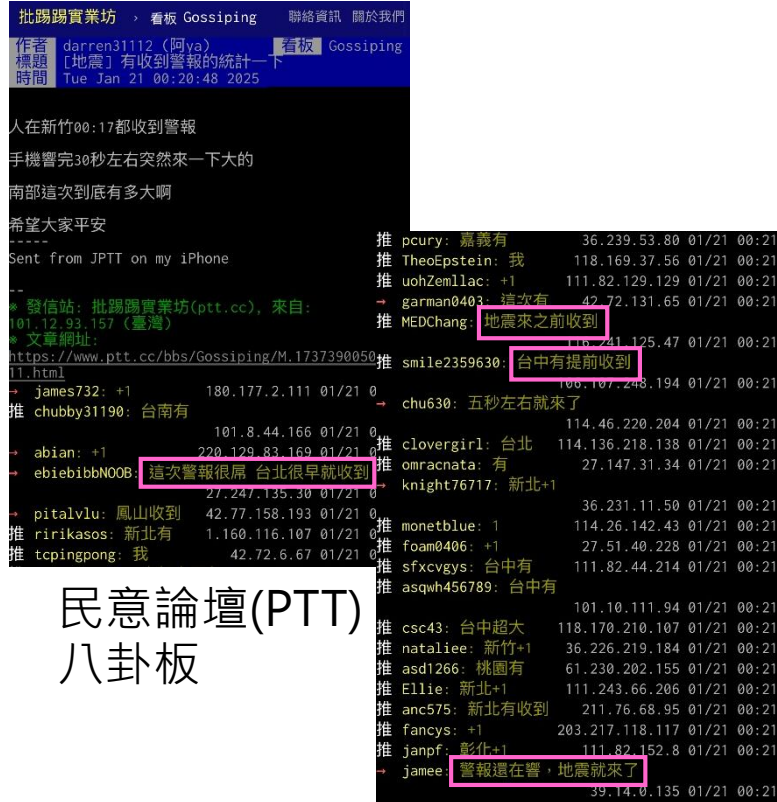 批踢踢實業坊 › 看板 Gossiping 聯絡資訊 關於我們
作者 darren31112 (阿ya) 看板 Gossiping
標題 [地震] 有收到警報的統計一下
時間 Tue Jan 21 00:20:48 2025
人在新竹00:17都收到警報
手機響完30秒左右突然來一下大的
南部這次到底有多大啊
希望大家平安
-----
Sent from JPTT on my iPhone
--
※ 發信站: 批踢踢實業坊(ptt.cc), 來自:
101.12.93.157 (臺灣)
※ 文章網址:
https://www.ptt.cc/bbs/Gossiping/M.1737390050
11.html
→ james732: +1 180.177.2.111 01/21 0
推 chubby31190: 台南有
101.8.44.166 01/21 0
→ abian: +1 220.129.83.169 01/21 0
→ ebiebibbNOOB: 這次警報很屌 台北很早就收到
27.247.135.30 01/21 0
→ pitalvlu: 鳳山收到 42.77.158.193 01/21 0
推 ririkasos: 新北有 1.160.116.107 01/21 0
推 tcpingpong: 我 42.72.6.67 01/21 0
民意論壇(PTT)
八卦板
推 pcury: 嘉義有 36.239.53.80 01/21 00:21
推 TheoEpstein: 我 118.169.37.56 01/21 00:21
推 uohZemllac: +1 111.82.129.129 01/21 00:21
→ garman0403: 這次有 42.72.131.65 01/21 00:21
推 MEDChang: 地震來之前收到
116.241.125.47 01/21 00:21
推 smile2359630: 台中有提前收到
106.107.248.194 01/21 00:21
→ chu630: 五秒左右就來了
114.46.220.204 01/21 00:21
推 clovergirl: 台北 114.136.218.138 01/21 00:21
推 omracnata: 有 27.147.31.34 01/21 00:21
→ knight76717: 新北+1
36.231.11.50 01/21 00:21
推 monetblue: 1 114.26.142.43 01/21 00:21
推 foam0406: +1 27.51.40.228 01/21 00:21
推 sfxcvgys: 台中有 111.82.44.214 01/21 00:21
推 asqwh456789: 台中有
101.10.111.94 01/21 00:21
推 csc43: 台中超大 118.170.210.107 01/21 00:21
推 nataliee: 新竹+1 36.226.219.184 01/21 00:21
推 asd1266: 桃園有 61.230.202.155 01/21 00:21
推 Ellie: 新北+1 111.243.66.206 01/21 00:21
推 anc575: 新北有收到 211.76.68.95 01/21 00:21
推 fancys: +1 203.217.118.117 01/21 00:21
推 janpf: 彰化+1 111.82.152.8 01/21 00:21
→ jamee: 警報還在響，地震就來了
39.14.0.135 01/21 00:21